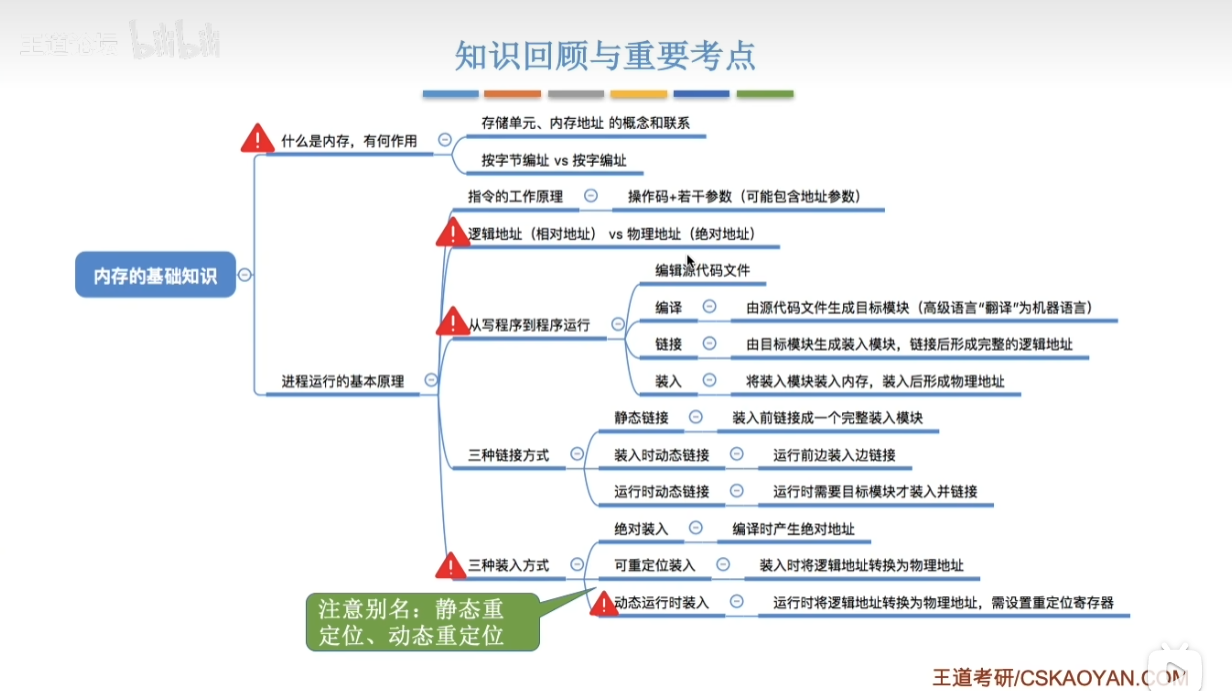 王道论坛 bilibili
知识回顾与重要考点
什么是内存，有何作用
存储单元、内存地址 的概念和联系
按字节编址 vs 按字编址
内存的基础知识
进程运行的基本原理
指令的工作原理
操作码+若干参数（可能包含地址参数）
逻辑地址（相对地址） vs 物理地址（绝对地址）
从写程序到程序运行
编辑源代码文件
编译
由源代码文件生成目标模块（高级语言“翻译”为机器语言）
链接
由目标模块生成装入模块，链接后形成完整的逻辑地址
装入
将装入模块装入内存，装入后形成物理地址
三种链接方式
静态链接
装入前链接成一个完整装入模块
装入时动态链接
运行前边装入边链接
运行时动态链接
运行时需要目标模块才装入并链接
三种装入方式
绝对装入
编译时产生绝对地址
可重定位装入
装入时将逻辑地址转换为物理地址
动态运行时装入
运行时将逻辑地址转换为物理地址，需设置重定位寄存器
注意别名：静态重
定位、动态重定位
王道考研/CSKAOYAN.COM